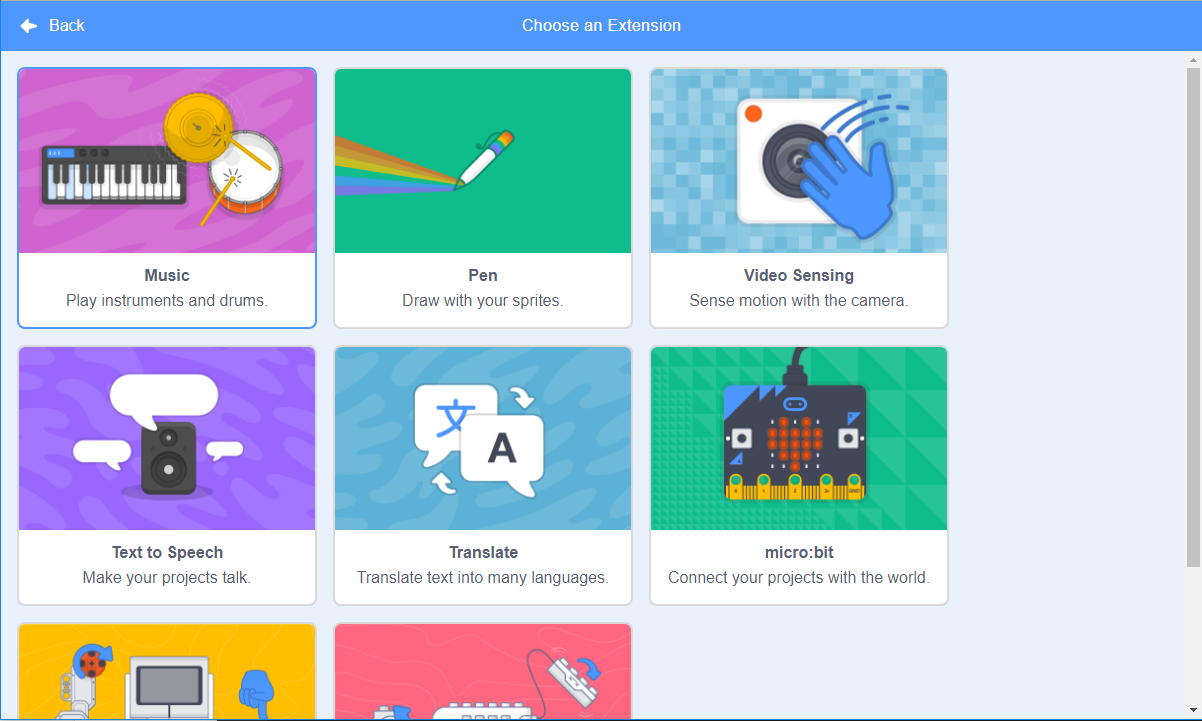 Back
Choose an Extension
Music
Play instruments and drums.
Pen
Draw with your sprites.
Video Sensing
Sense motion with the camera.
文 A
Text to Speech
Make your projects talk.
Translate
Translate text into many languages.
micro:bit
Connect your projects with the world.